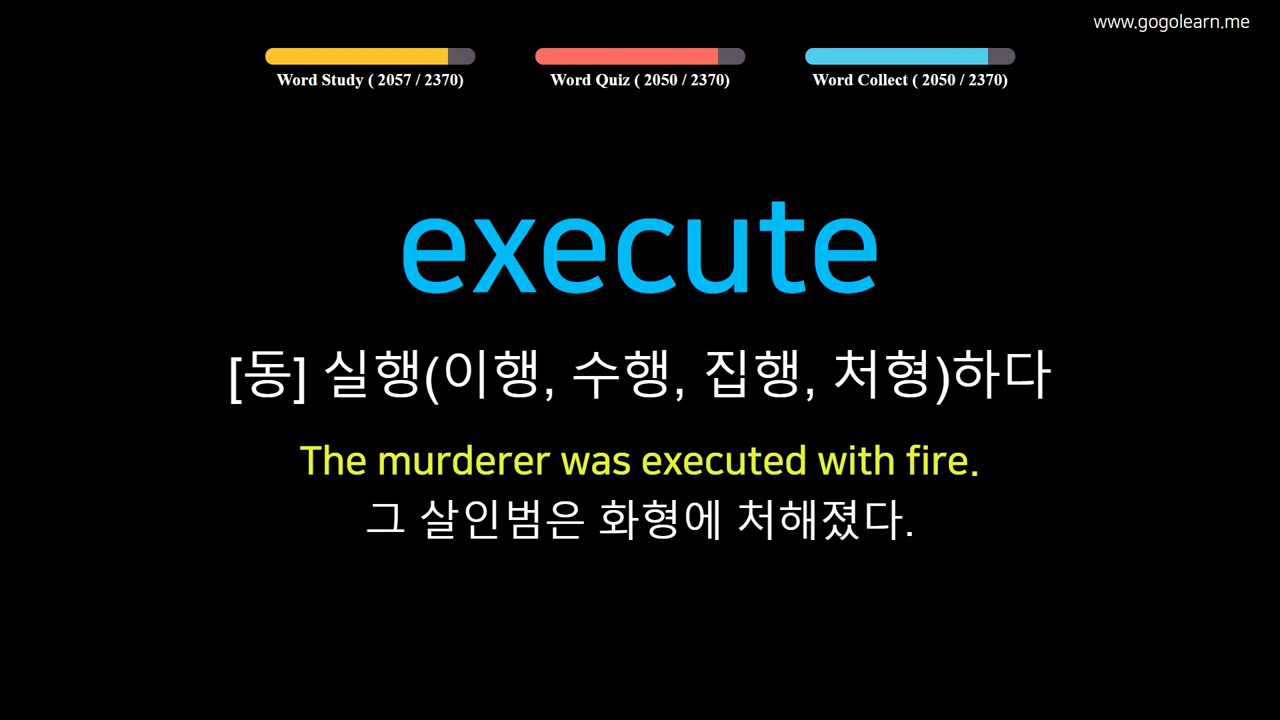 www.gogolearn.me
Word Study ( 2057 / 2370)
Word Quiz ( 2050 / 2370)
Word Collect ( 2050 / 2370)
execute
[동] 실행(이행, 수행, 집행, 처형)하다
The murderer was executed with fire.
그 살인범은 화형에 처해졌다.